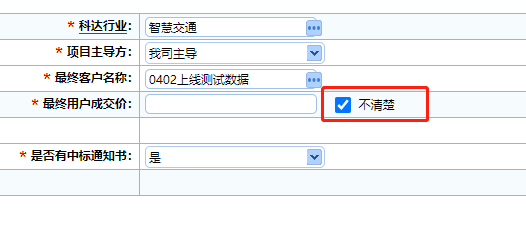 * 科达行业: 智慧交通
* 项目主导方: 我司主导
* 最终客户名称: 0402上线测试数据
* 最终用户成交价: 不清楚
* 是否有中标通知书: 是